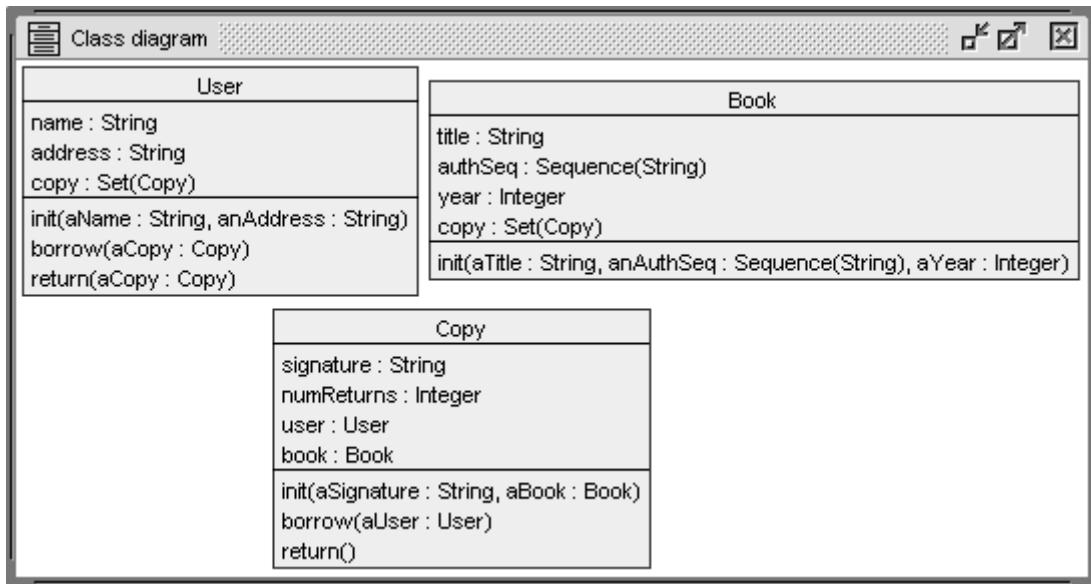 Class diagram
User
name : String
address : String
copy : Set(Copy)
init(aName : String, anAddress : String)
borrow(aCopy : Copy)
return(aCopy : Copy)
Book
title : String
authSeq : Sequence(String)
year : Integer
copy : Set(Copy)
init(aTitle : String, anAuthSeq : Sequence(String), aYear : Integer)
Copy
signature : String
numReturns : Integer
user : User
book : Book
init(aSignature : String, aBook : Book)
borrow(aUser : User)
return()